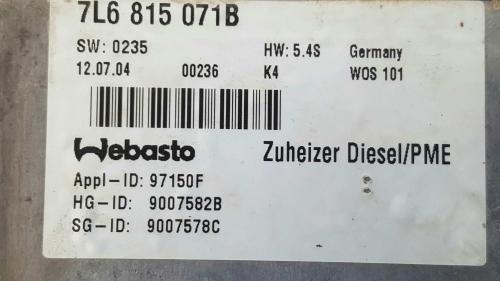 7L6 815 071B
SW: 0235 HW: 5.4S Germany
12.07.04 00236 K4 WOS 101
Webasto Zuheizer Diesel/PME
Appl-ID: 97150F
HG-ID: 9007582B
SG-ID: 9007578C